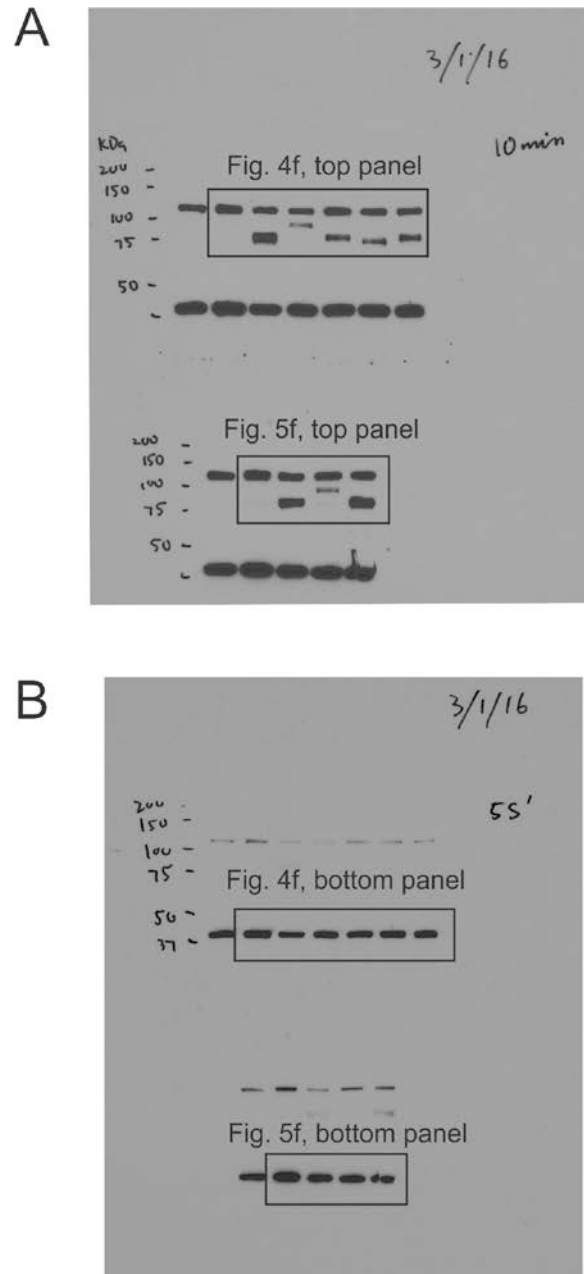 A
3/1/16
10 min
KDa
200 -
150 -
Fig. 4f, top panel
100 -
75 -
50 -
-
Fig. 5f, top panel
200 -
150 -
100 -
75 -
50 -
-
B
3/1/16
5S'
200 -
150 -
100 -
75 -
Fig. 4f, bottom panel
50 -
37 -
Fig. 5f, bottom panel